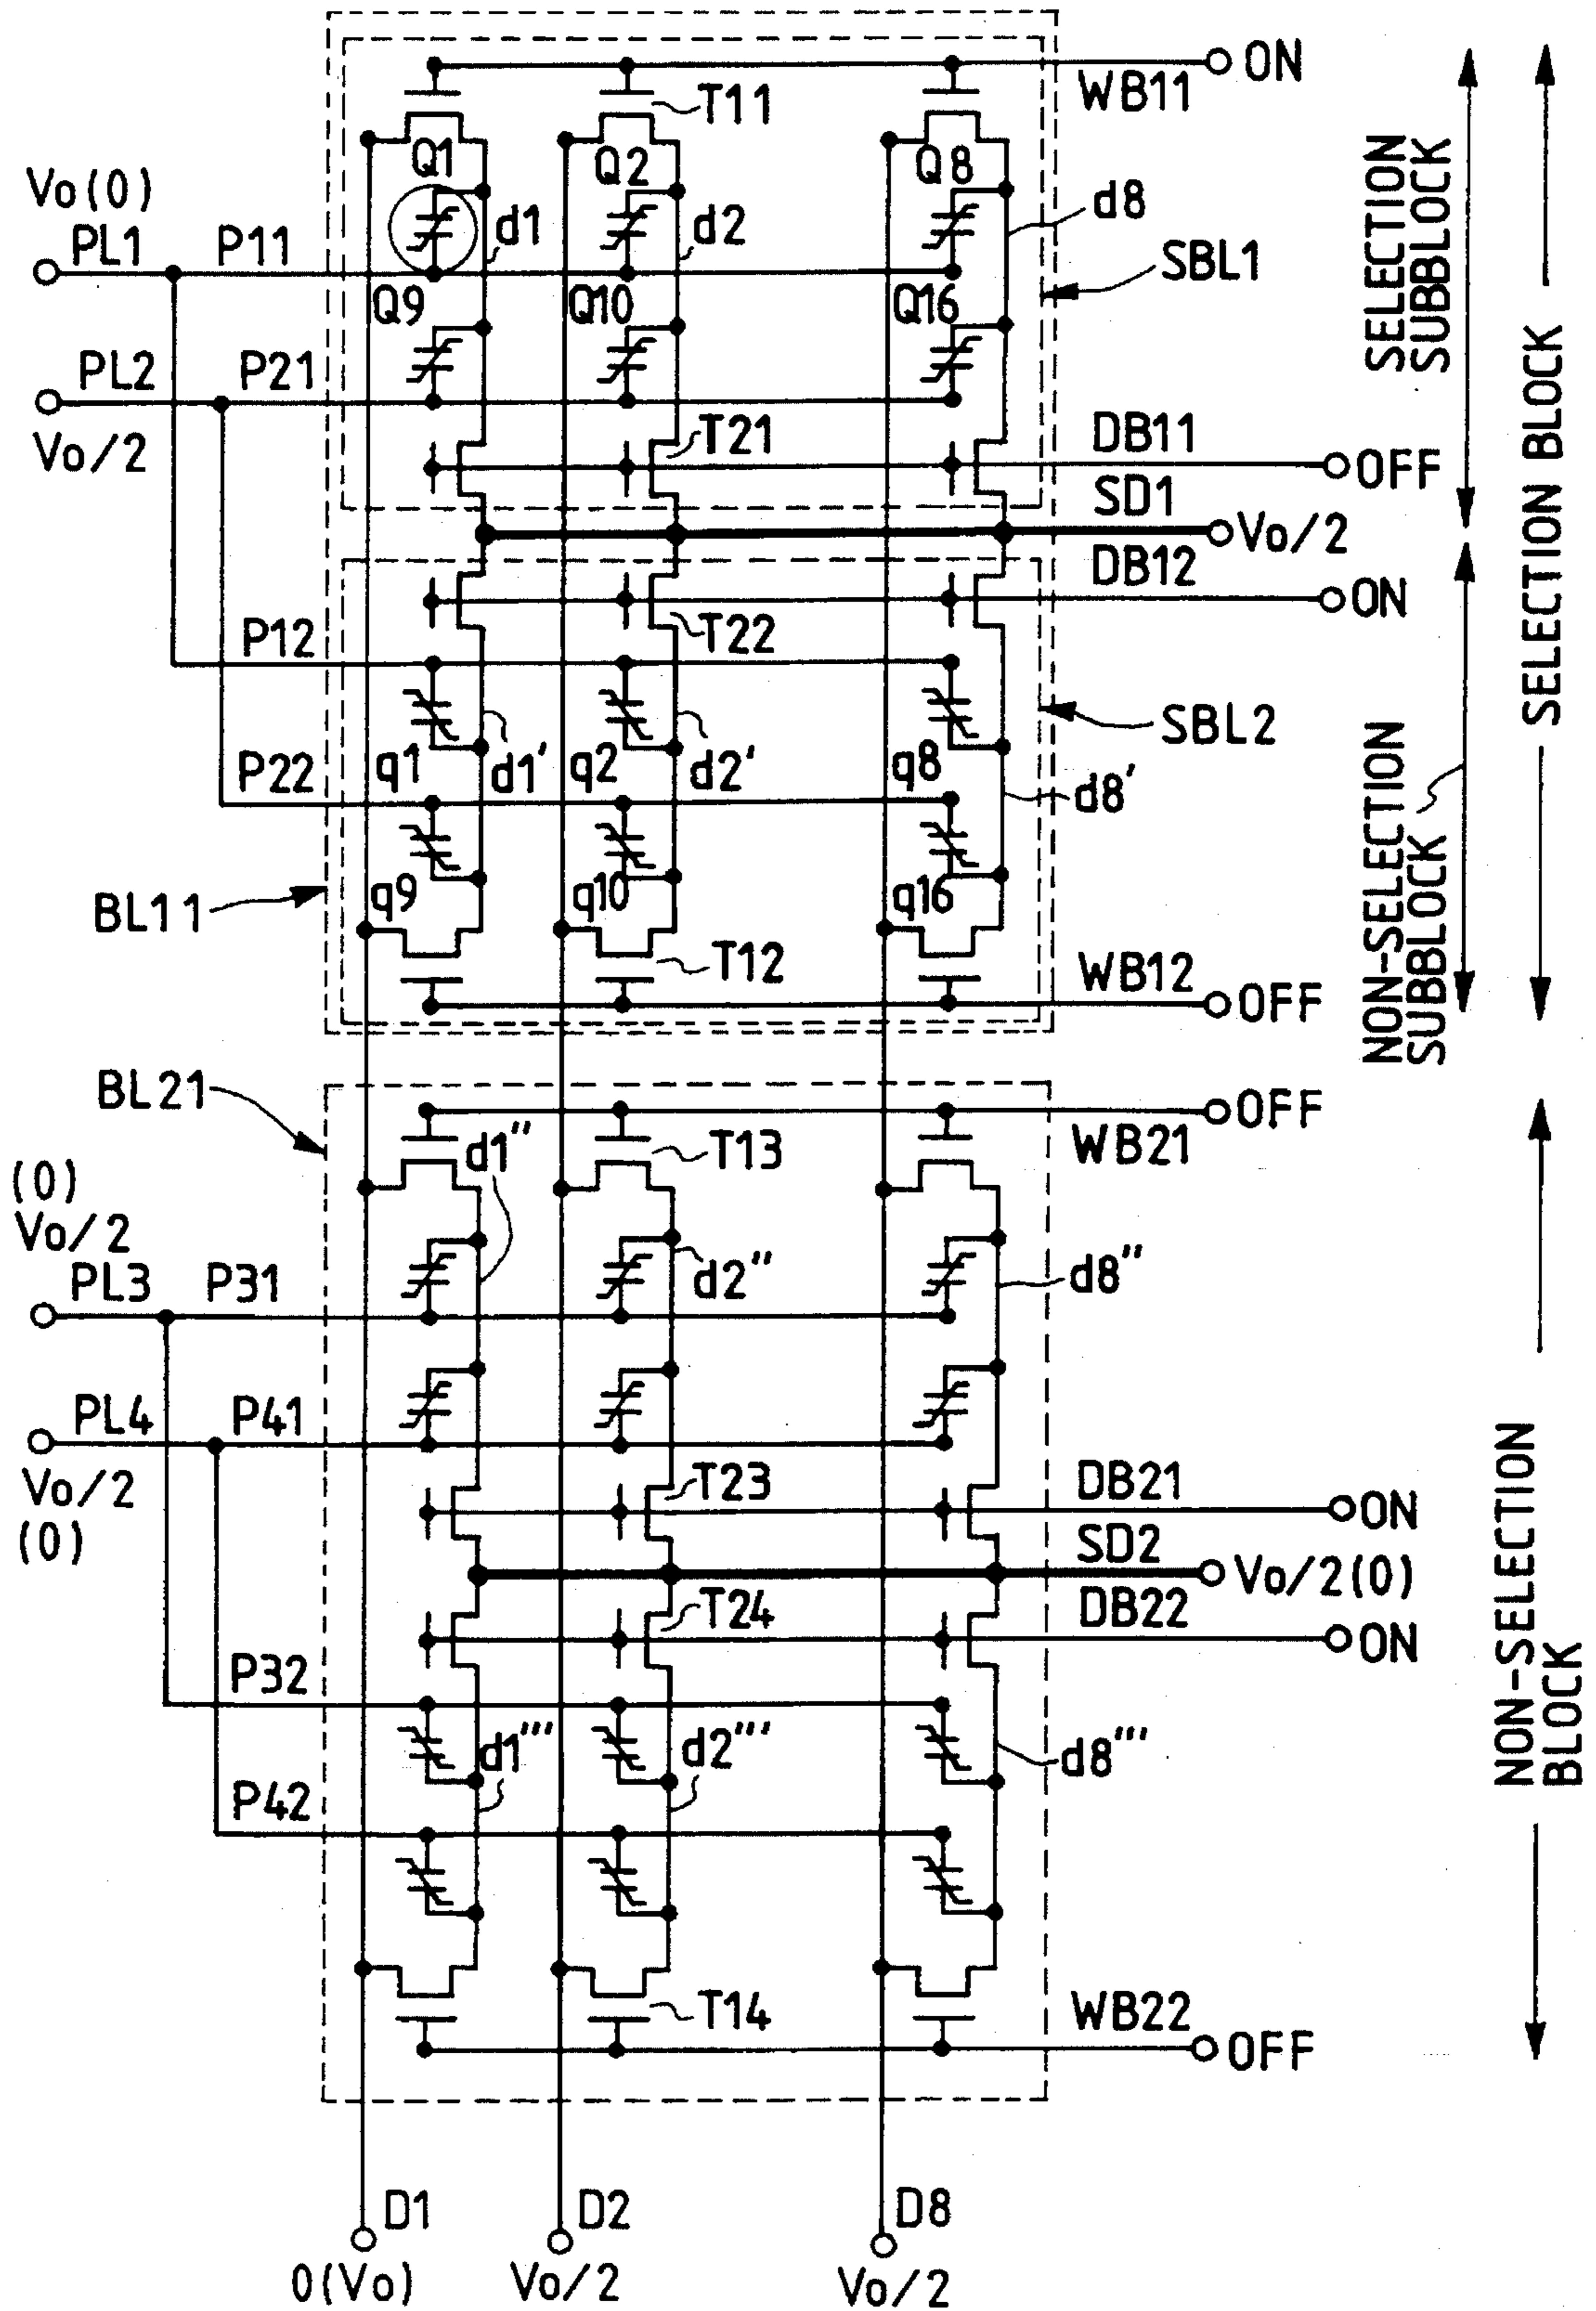 ON
WB11
T11
Q1
Q2
Q8
Vo(0)
PL1
P11
d1
d2
d8
SBL1
Q9
Q10
Q16
PL2
P21
Vo/2
T21
DB11
OFF
SD1
Vo/2
DB12
ON
T22
P12
SBL2
q1
d1'
q2
d2'
q8
d8'
P22
BL11
q9
q10
q16
T12
WB12
OFF
SELECTION
SUBBLOCK
NON-SELECTION
SUBBLOCK
SELECTION BLOCK
BL21
OFF
WB21
T13
d1''
(0)
Vo/2
PL3
P31
d2''
d8''
PL4
P41
Vo/2
(0)
T23
DB21
ON
SD2
Vo/2(0)
DB22
ON
T24
P32
d1'''
d2'''
d8'''
P42
T14
WB22
OFF
NON-SELECTION
BLOCK
D1
D2
D8
0(Vo)
Vo/2
Vo/2